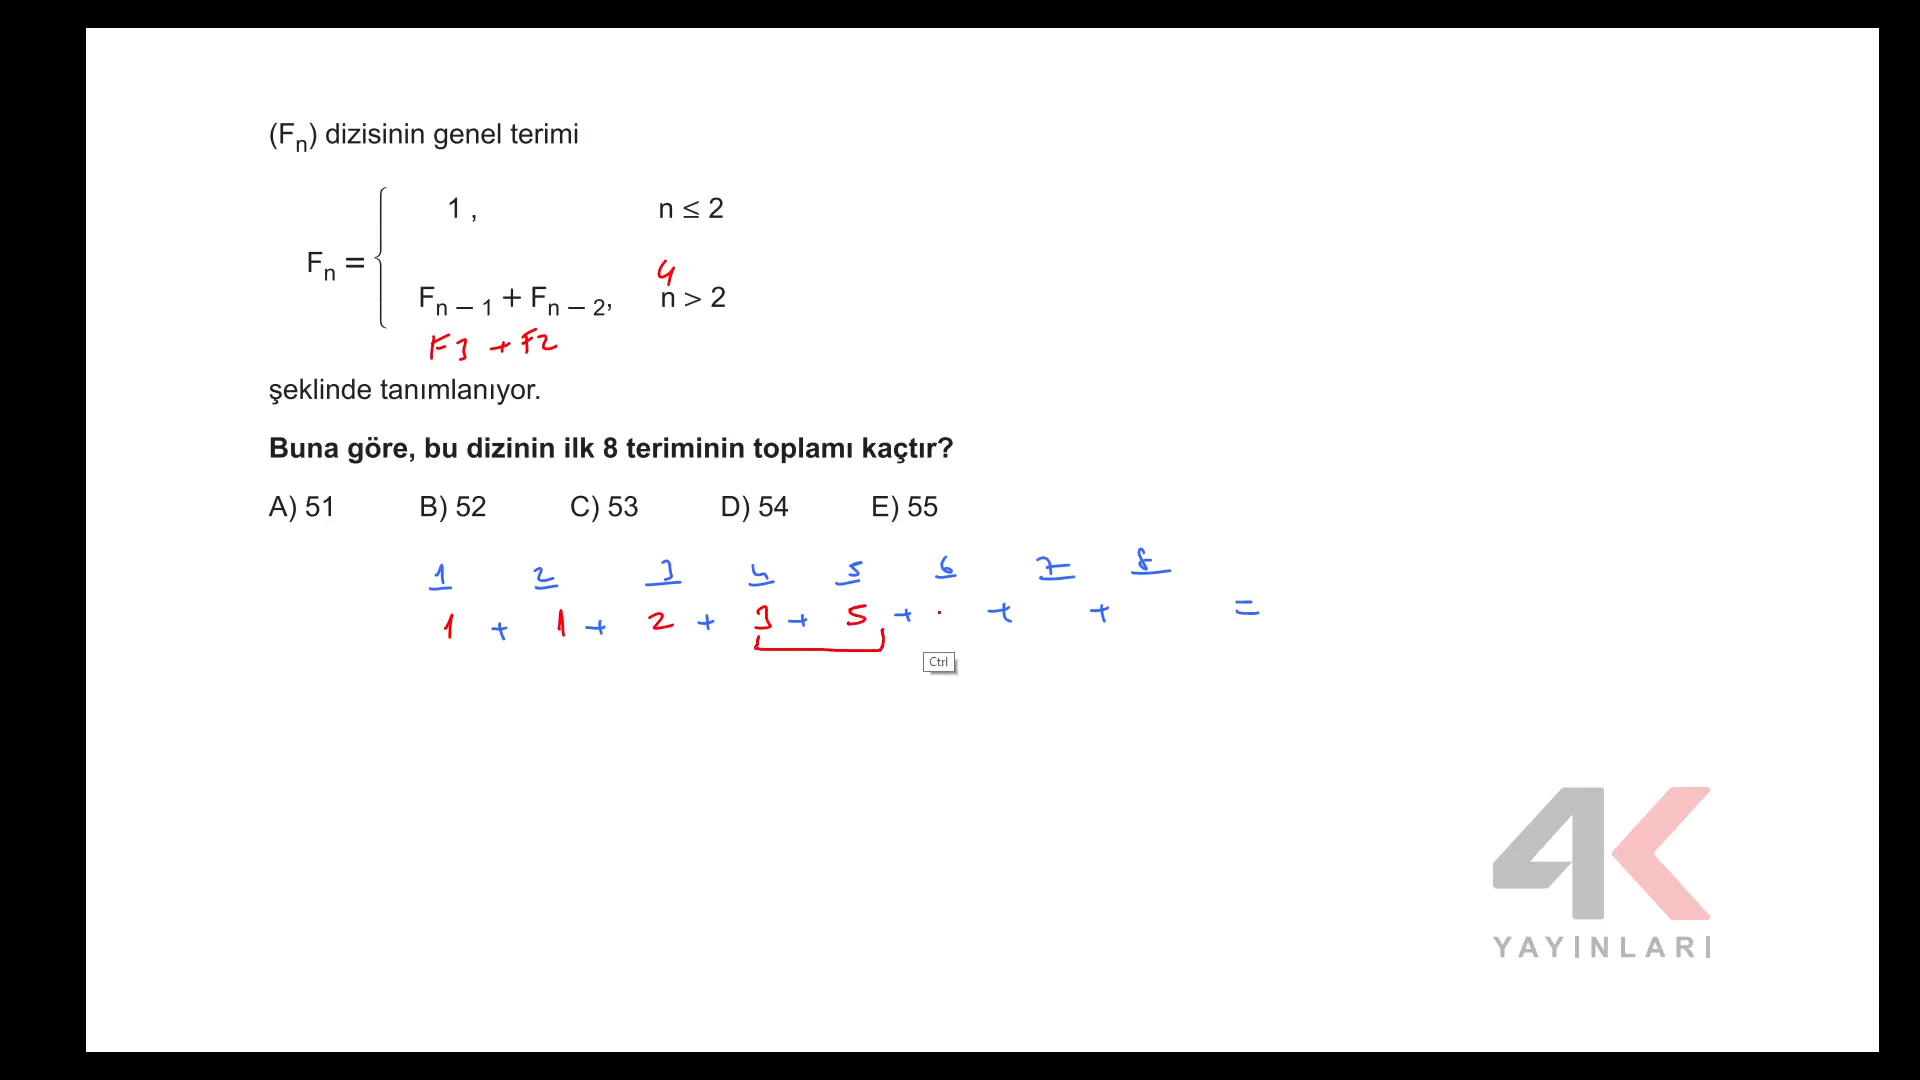 (Fn) dizisinin genel terimi
1 , n ≤ 2
4
Fn =
Fn – 1 + Fn – 2, n > 2
F3 + F2
şeklinde tanımlanıyor.
Buna göre, bu dizinin ilk 8 teriminin toplamı kaçtır?
A) 51 B) 52 C) 53 D) 54 E) 55
1 2 3 4 5 6 7 8
1 + 1 + 2 + 3 + 5 + + + =
Ctrl
4K
YAYINLARI